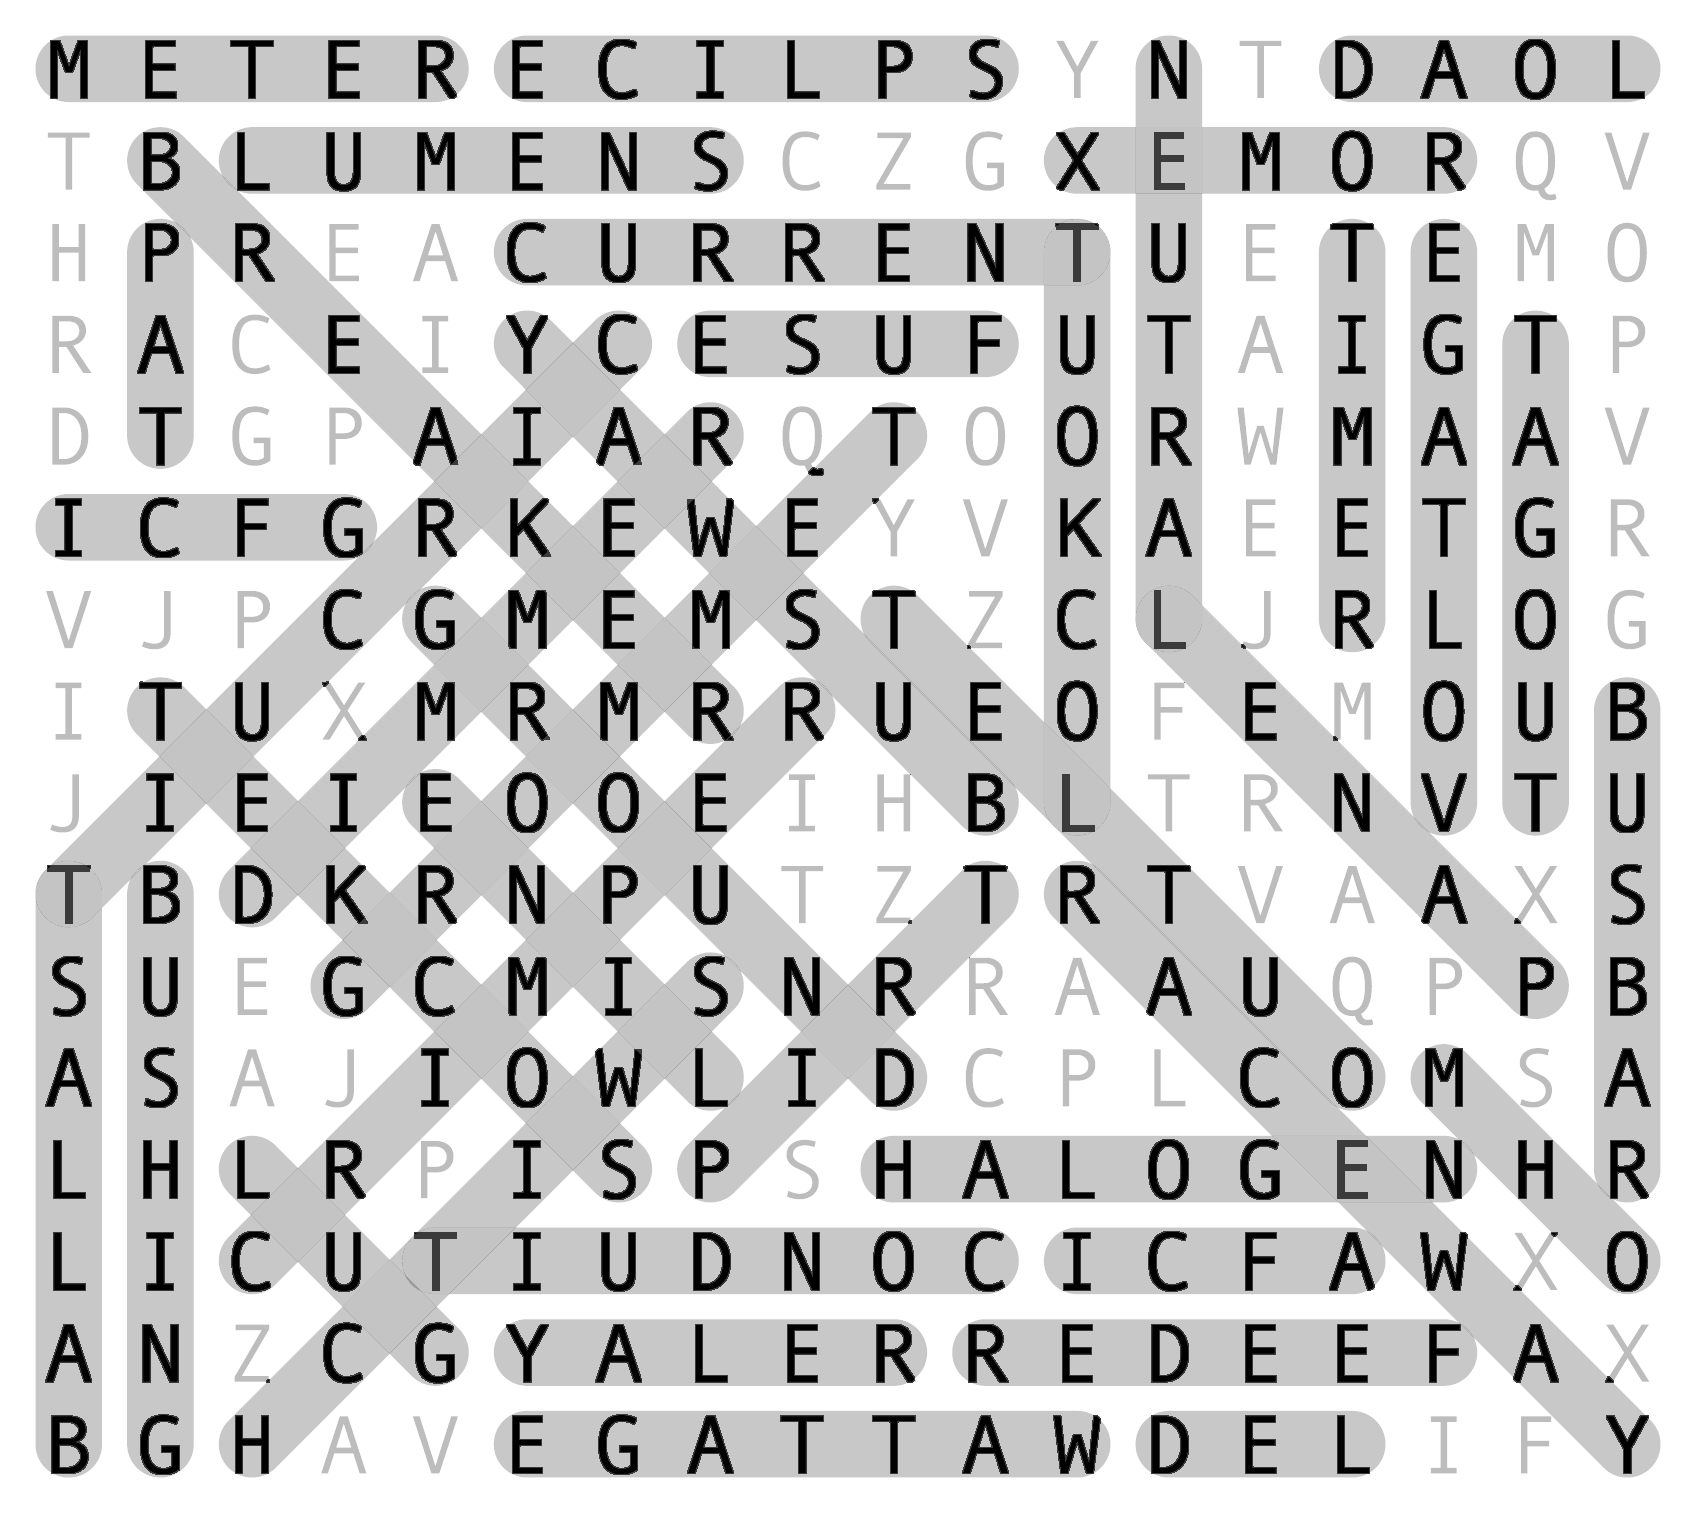 M E T E R E C I L P S Y N T D A O L
T B L U M E N S C Z G X E M O R Q V
H P R E A C U R R E N T U E T E M O
R A C E I Y C E S U F U T A I G T P
D T G P A I A R Q T O O R W M A A V
I C F G R K E W E Y V K A E E T G R
V J P C G M E M S T Z C L J R L O G
I T U X M R M R R U E O F E M O U B
J I E I E O O E I H B L T R N V T U
T B D K R N P U T Z T R T V A A X S
S U E G C M I S N R R A A U Q P P B
A S A J I O W L I D C P L C O M S A
L H L R P I S P S H A L O G E N H R
L I C U T I U D N O C I C F A W X O
A N Z C G Y A L E R R E D E E F A X
B G H A V E G A T T A W D E L I F Y